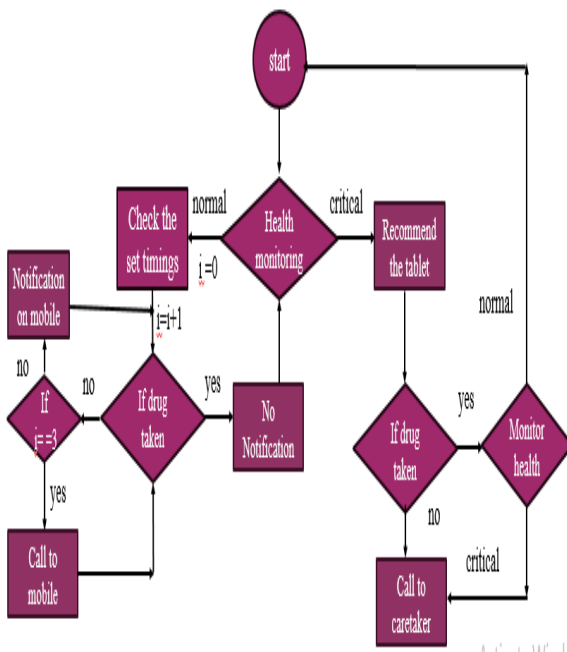 start
normal
critical
Check the
set timings
Health
monitoring
Recommend
the tablet
i =0
Notification
on mobile
i=i+1
normal
no
no
yes
yes
If
i= =3
If drug
taken
No
Notification
If drug
taken
Monitor
health
yes
no
Call to
mobile
critical
Call to
caretaker